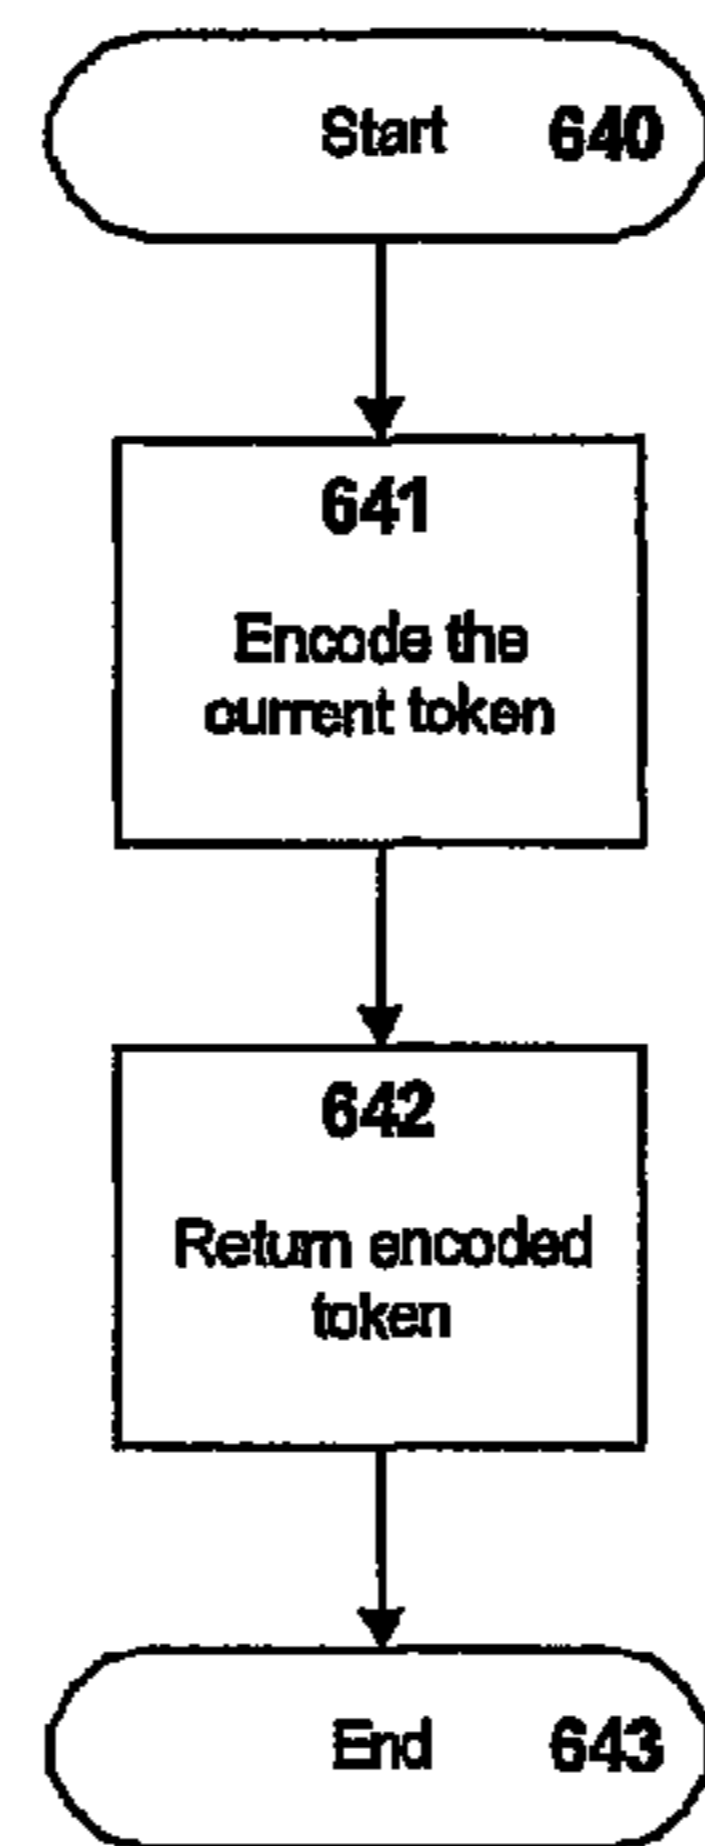 Start 640
641
Encode the
current token
642
Return encoded
token
End 643